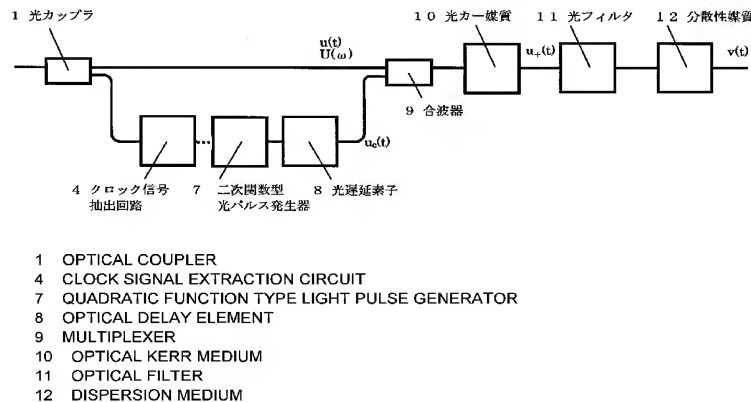 1 光カップラ
u(t)
U(ω)
10 光カー媒質
u₊(t)
11 光フィルタ
12 分散性媒質
v(t)
9 合波器
u_c(t)
4 クロック信号
抽出回路
7 二次関数型
光パルス発生器
8 光遅延素子
1 OPTICAL COUPLER
4 CLOCK SIGNAL EXTRACTION CIRCUIT
7 QUADRATIC FUNCTION TYPE LIGHT PULSE GENERATOR
8 OPTICAL DELAY ELEMENT
9 MULTIPLEXER
10 OPTICAL KERR MEDIUM
11 OPTICAL FILTER
12 DISPERSION MEDIUM